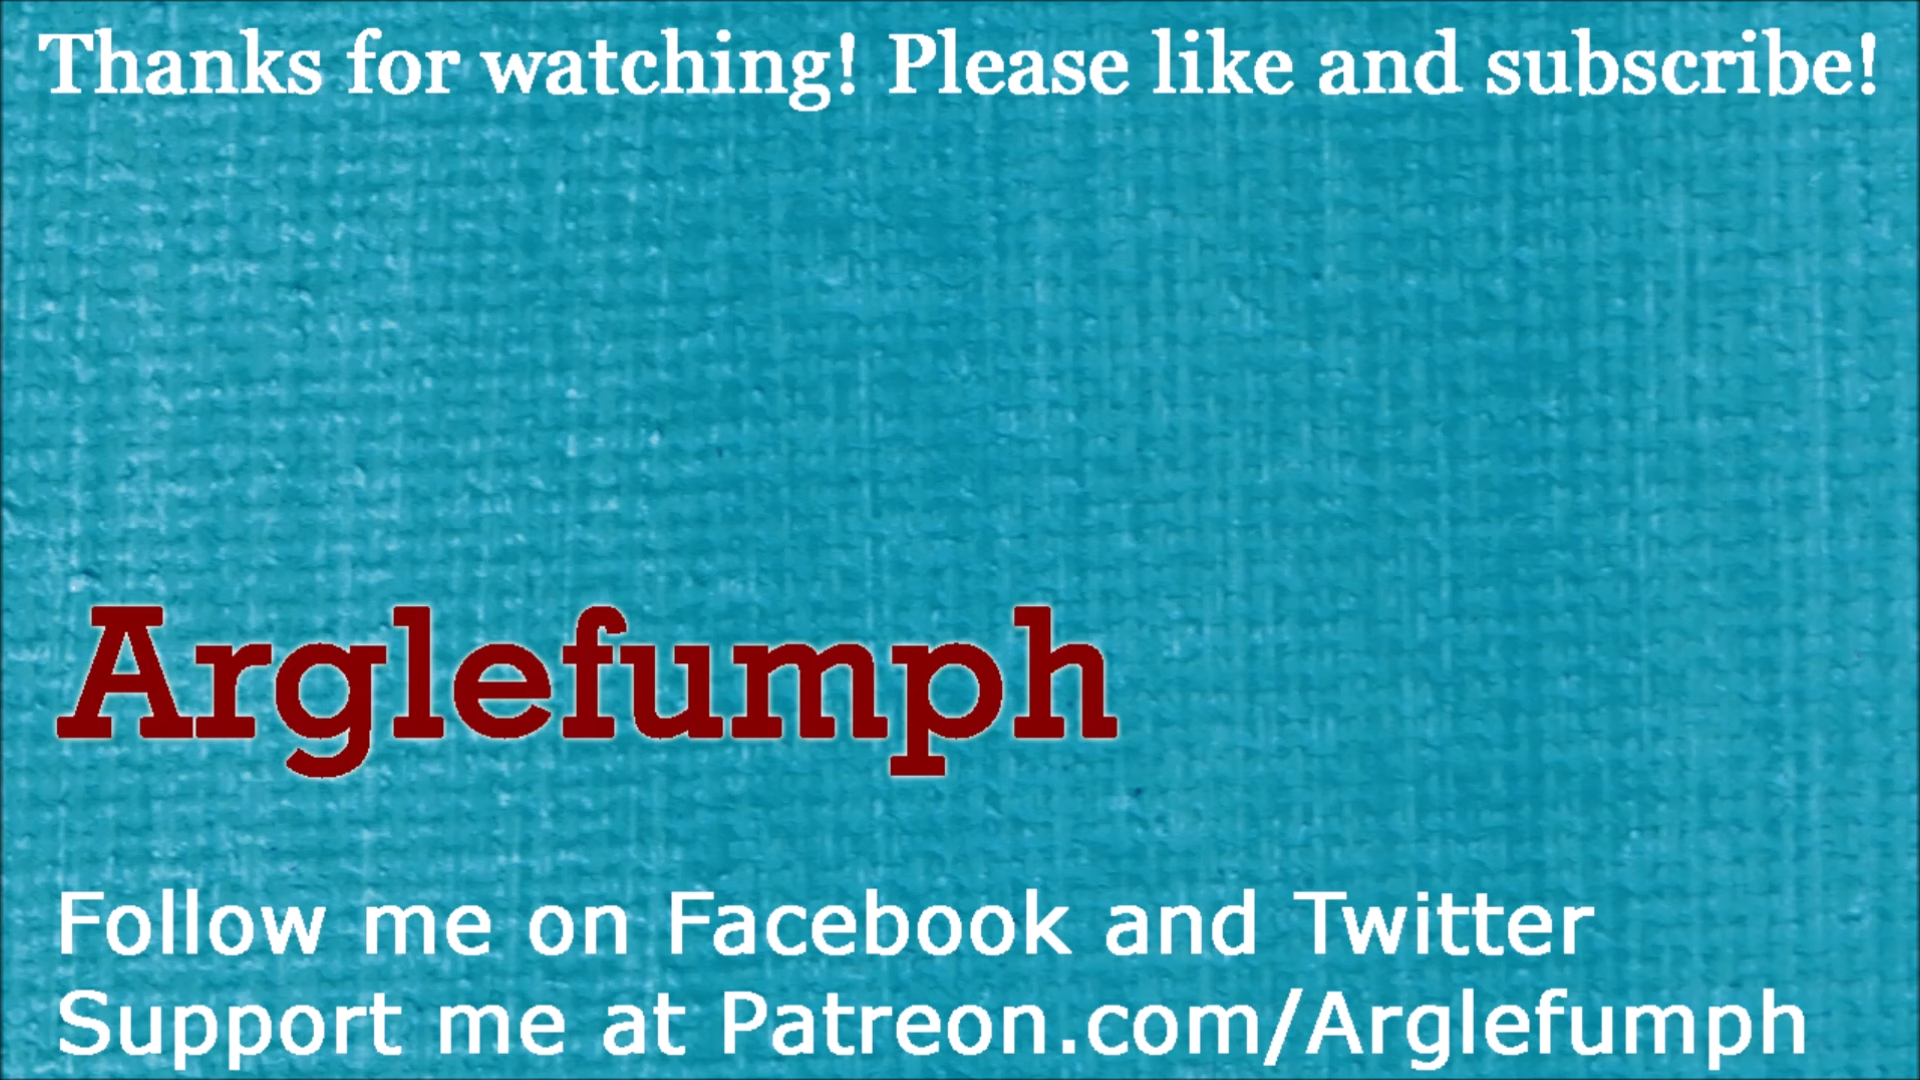 Thanks for watching! Please like and subscribe!
Arglefumph
Follow me on Facebook and Twitter
Support me at Patreon.com/Arglefumph